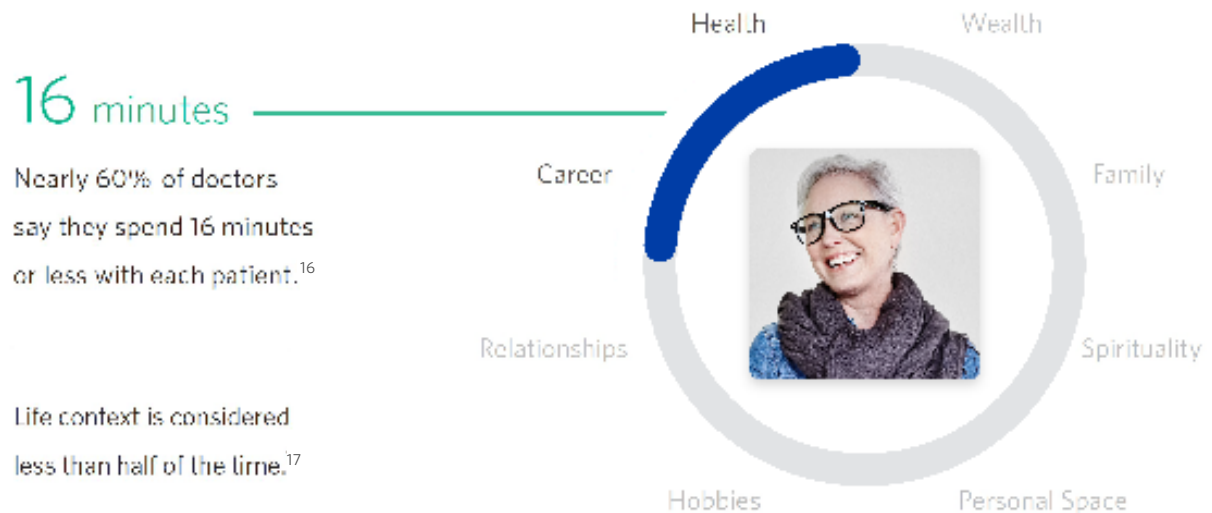 Health
Wealth
16 minutes
Nearly 60% of doctors
say they spend 16 minutes
or less with each patient.16
Career
Family
Relationships
Spirituality
Life context is considered
less than half of the time.17
Hobbies
Personal Space